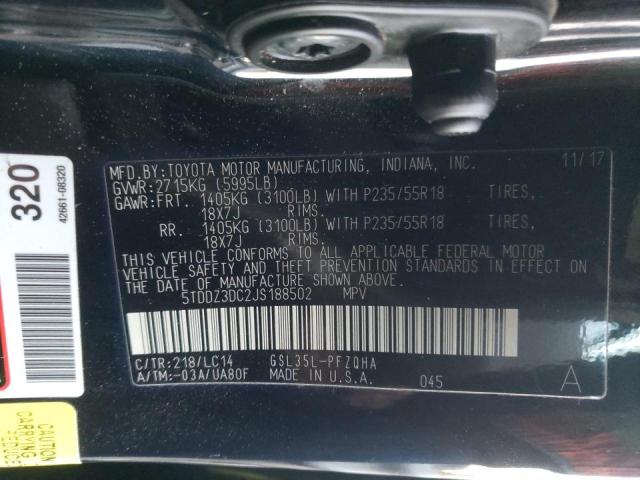 MFD.BY:TOYOTA MOTOR MANUFACTURING, INDIANA, INC. 11/17
GVWR:2715KG (5995LB)
GAWR:FRT. 1405KG (3100LB) WITH P235/55R18 TIRES,
18X7J RIMS.
RR. 1405KG (3100LB) WITH P235/55R18 TIRES,
18X7J RIMS.
THIS VEHICLE CONFORMS TO ALL APPLICABLE FEDERAL MOTOR
VEHICLE SAFETY AND THEFT PREVENTION STANDARDS IN EFFECT ON
THE DATE OF MANUFACTURE SHOWN ABOVE.
5TDDZ3DC2JS188502 MPV
C/TR:218/LC14 GSL35L-PFZQHA
A/TM:-03A/UA80F MADE IN U.S.A. 045 A
320
42661-08320
CAUTION
CARRYING
REDUCE